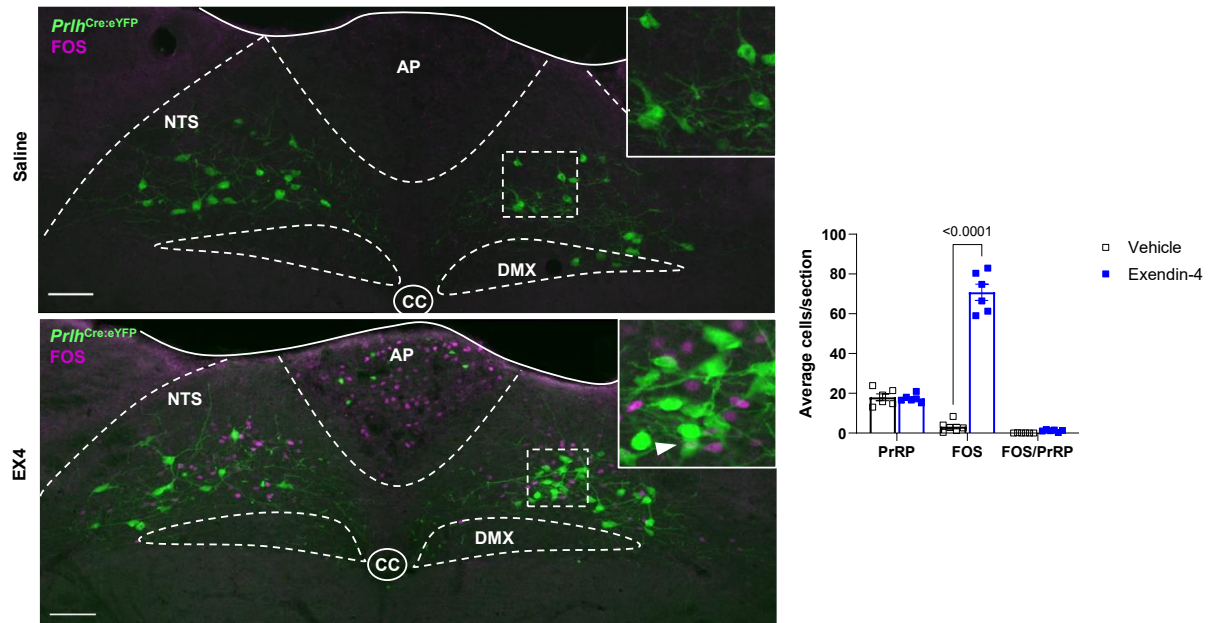 Saline
Prlh^Cre:eYFP
FOS
AP
NTS
DMX
CC
EX4
Prlh^Cre:eYFP
FOS
AP
NTS
DMX
CC
Average cells/section
100
80
60
40
20
0
<0.0001
PrRP
FOS
FOS/PrRP
Vehicle
Exendin-4